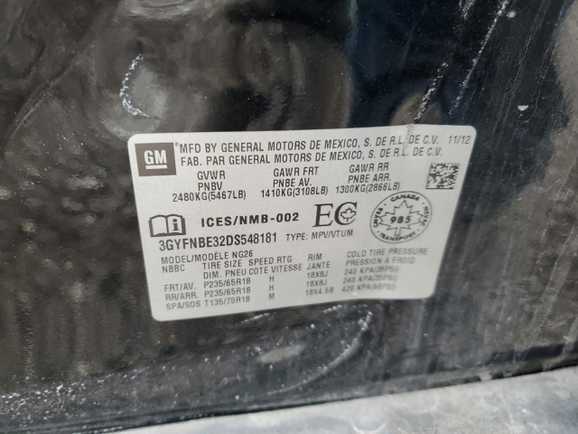 GM
MFD BY GENERAL MOTORS DE MEXICO, S. DE R.L. DE C.V. 11/12
FAB. PAR GENERAL MOTORS DE MEXICO, S. DE R.L. DE C.V.
GVWR GAWR FRT GAWR RR
PNBV PNBE AV. PNBE ARR.
2480KG(5467LB) 1410KG(3108LB) 1300KG(2866LB)
ICES/NMB-002 EC
CANADA
985
3GYFNBE32DS548181 TYPE: MPV/VTUM
MODEL/MODELE NG26
NBBC TIRE SIZE SPEED RTG RIM COLD TIRE PRESSURE
DIM. PNEU COTE VITESSE JANTE PRESSION A FROID
FRT/AV. P235/65R18 H 18X8J 240 KPA(35PSI)
RR/ARR. P235/65R18 H 18X8J 240 KPA(35PSI)
SPA/SOS T135/70R18 M 18X4.5B 420 KPA(60PSI)